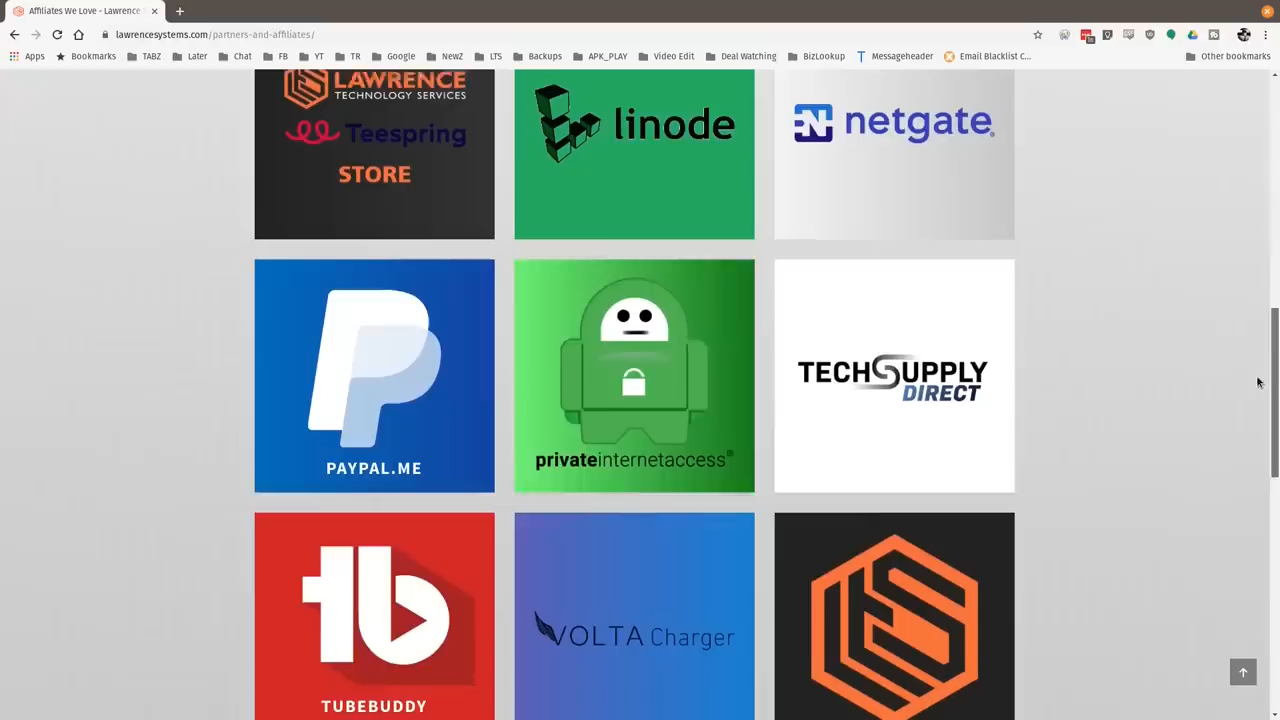 Affiliates We Love - Lawrence
lawrencesystems.com/partners-and-affiliates/
Apps
Bookmarks
TABZ
Later
Chat
FB
YT
TR
Google
NewZ
LTS
Backups
APK_PLAY
Video Edit
Deal Watching
BizLookup
Messageheader
Email Blacklist C...
Other bookmarks
LAWRENCE
TECHNOLOGY SERVICES
Teespring
STORE
linode
netgate
PAYPAL.ME
privateinternetaccess®
TECHSUPPLY
DIRECT
TUBEBUDDY
VOLTA Charger